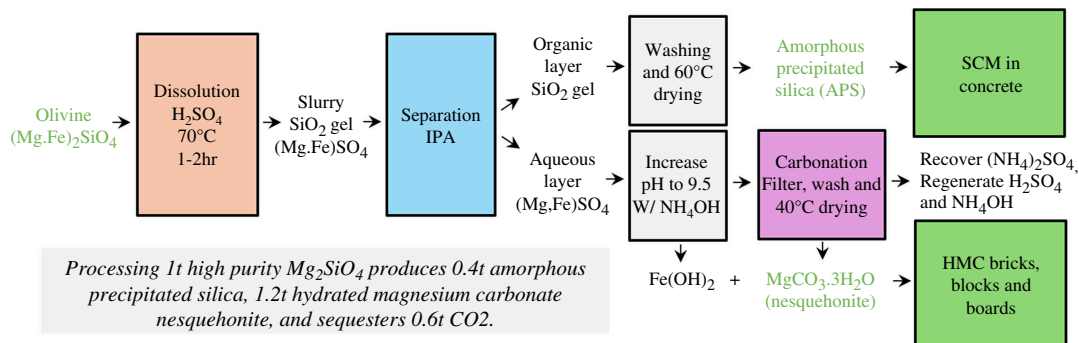 Olivine
(Mg.Fe)₂SiO₄
Dissolution
H₂SO₄
70°C
1-2hr
Slurry
SiO₂ gel
(Mg.Fe)SO₄
Separation
IPA
Organic
layer
SiO₂ gel
Washing
and 60°C
drying
Amorphous
precipitated
silica (APS)
SCM in
concrete
Aqueous
layer
(Mg,Fe)SO₄
Increase
pH to 9.5
W/ NH₄OH
Carbonation
Filter, wash and
40°C drying
Recover (NH₄)₂SO₄,
Regenerate H₂SO₄
and NH₄OH
Fe(OH)₂ +
MgCO₃.3H₂O
(nesquehonite)
HMC bricks,
blocks and
boards
Processing 1t high purity Mg₂SiO₄ produces 0.4t amorphous
precipitated silica, 1.2t hydrated magnesium carbonate
nesquehonite, and sequesters 0.6t CO2.